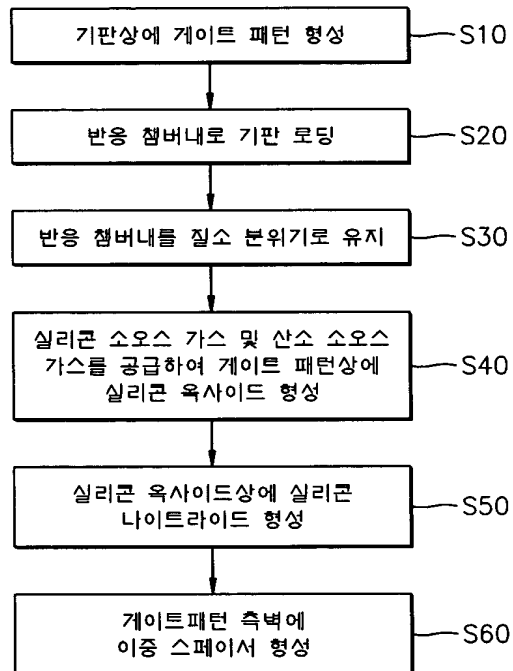 기판상에 게이트 패턴 형성
S10
반응 챔버내로 기판 로딩
S20
반응 챔버내를 질소 분위기로 유지
S30
실리콘 소오스 가스 및 산소 소오스
가스를 공급하여 게이트 패턴상에
실리콘 옥사이드 형성
S40
실리콘 옥사이드상에 실리콘
나이트라이드 형성
S50
게이트패턴 측벽에
이중 스페이서 형성
S60